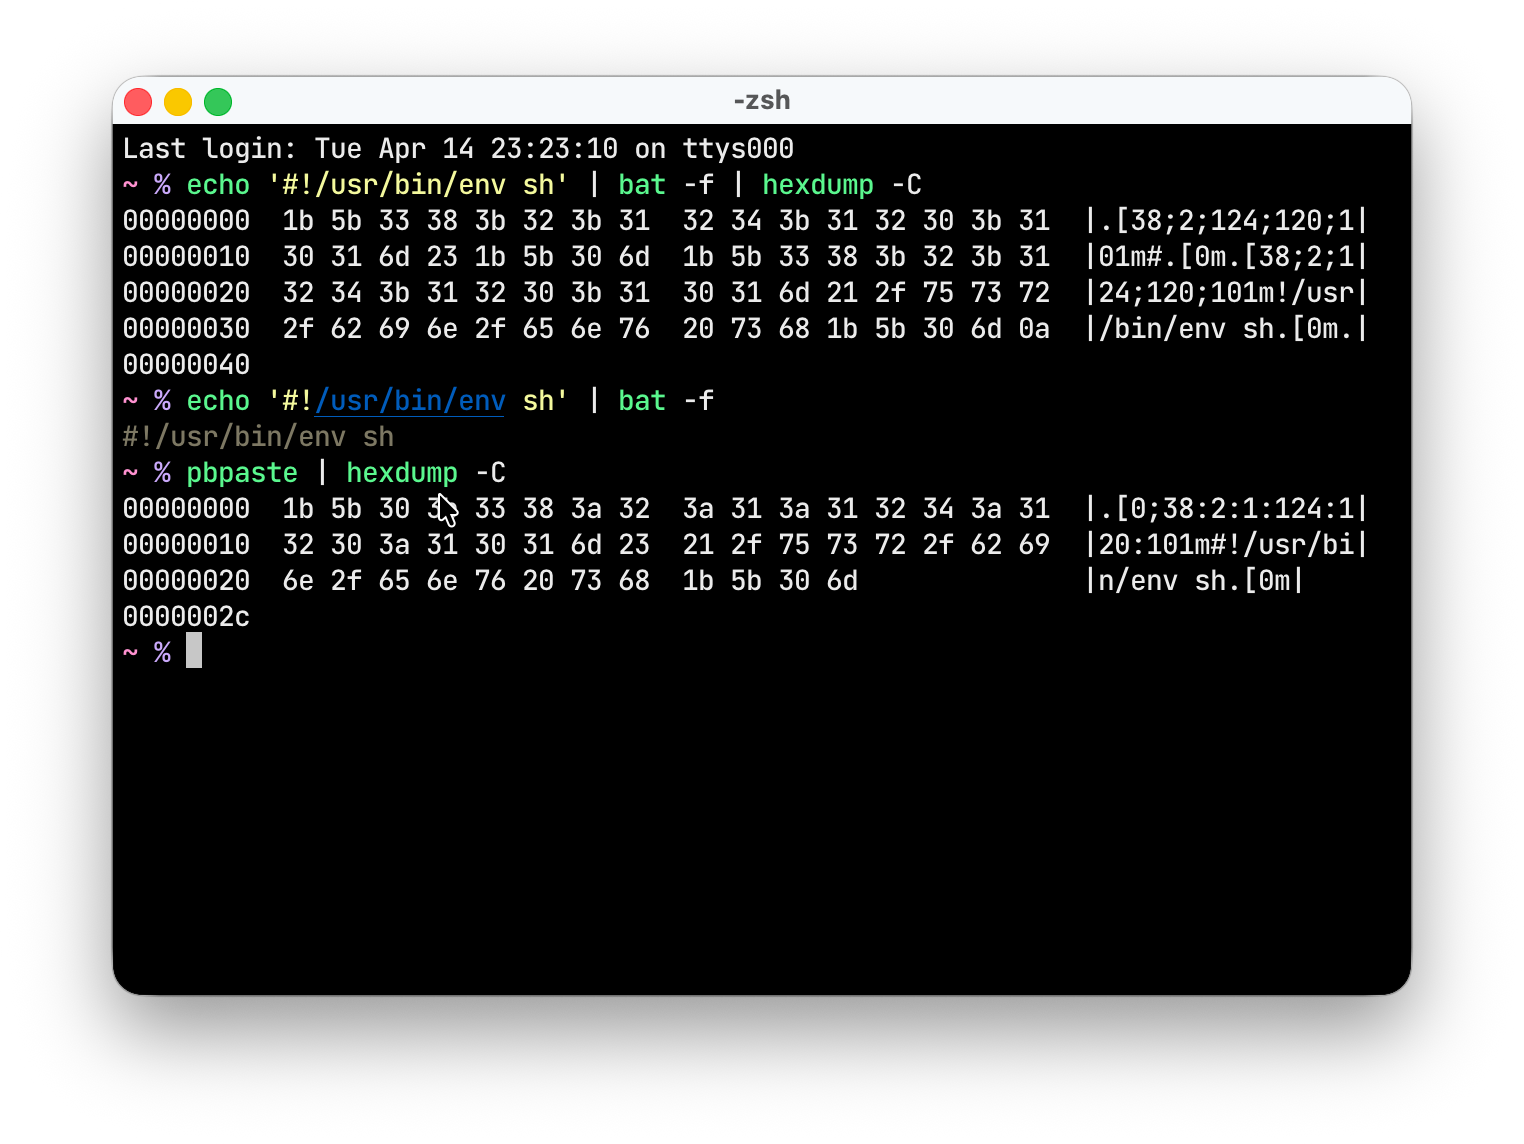 -zsh
Last login: Tue Apr 14 23:23:10 on ttys000
~ % echo '#!/usr/bin/env sh' | bat -f | hexdump -C
00000000  1b 5b 33 38 3b 32 3b 31  32 34 3b 31 32 30 3b 31  |.[38;2;124;120;1|
00000010  30 31 6d 23 1b 5b 30 6d  1b 5b 33 38 3b 32 3b 31  |01m#.[0m.[38;2;1|
00000020  32 34 3b 31 32 30 3b 31  30 31 6d 21 2f 75 73 72  |24;120;101m!/usr|
00000030  2f 62 69 6e 2f 65 6e 76  20 73 68 1b 5b 30 6d 0a  |/bin/env sh.[0m.|
00000040
~ % echo '#!/usr/bin/env sh' | bat -f
#!/usr/bin/env sh
~ % pbpaste | hexdump -C
00000000  1b 5b 30 33 38 3a 32  3a 31 3a 31 32 34 3a 31  |.[0;38:2:1:124:1|
00000010  32 30 3a 31 30 31 6d 23  21 2f 75 73 72 2f 62 69  |20:101m#!/usr/bi|
00000020  6e 2f 65 6e 76 20 73 68  1b 5b 30 6d              |n/env sh.[0m|
0000002c
~ %